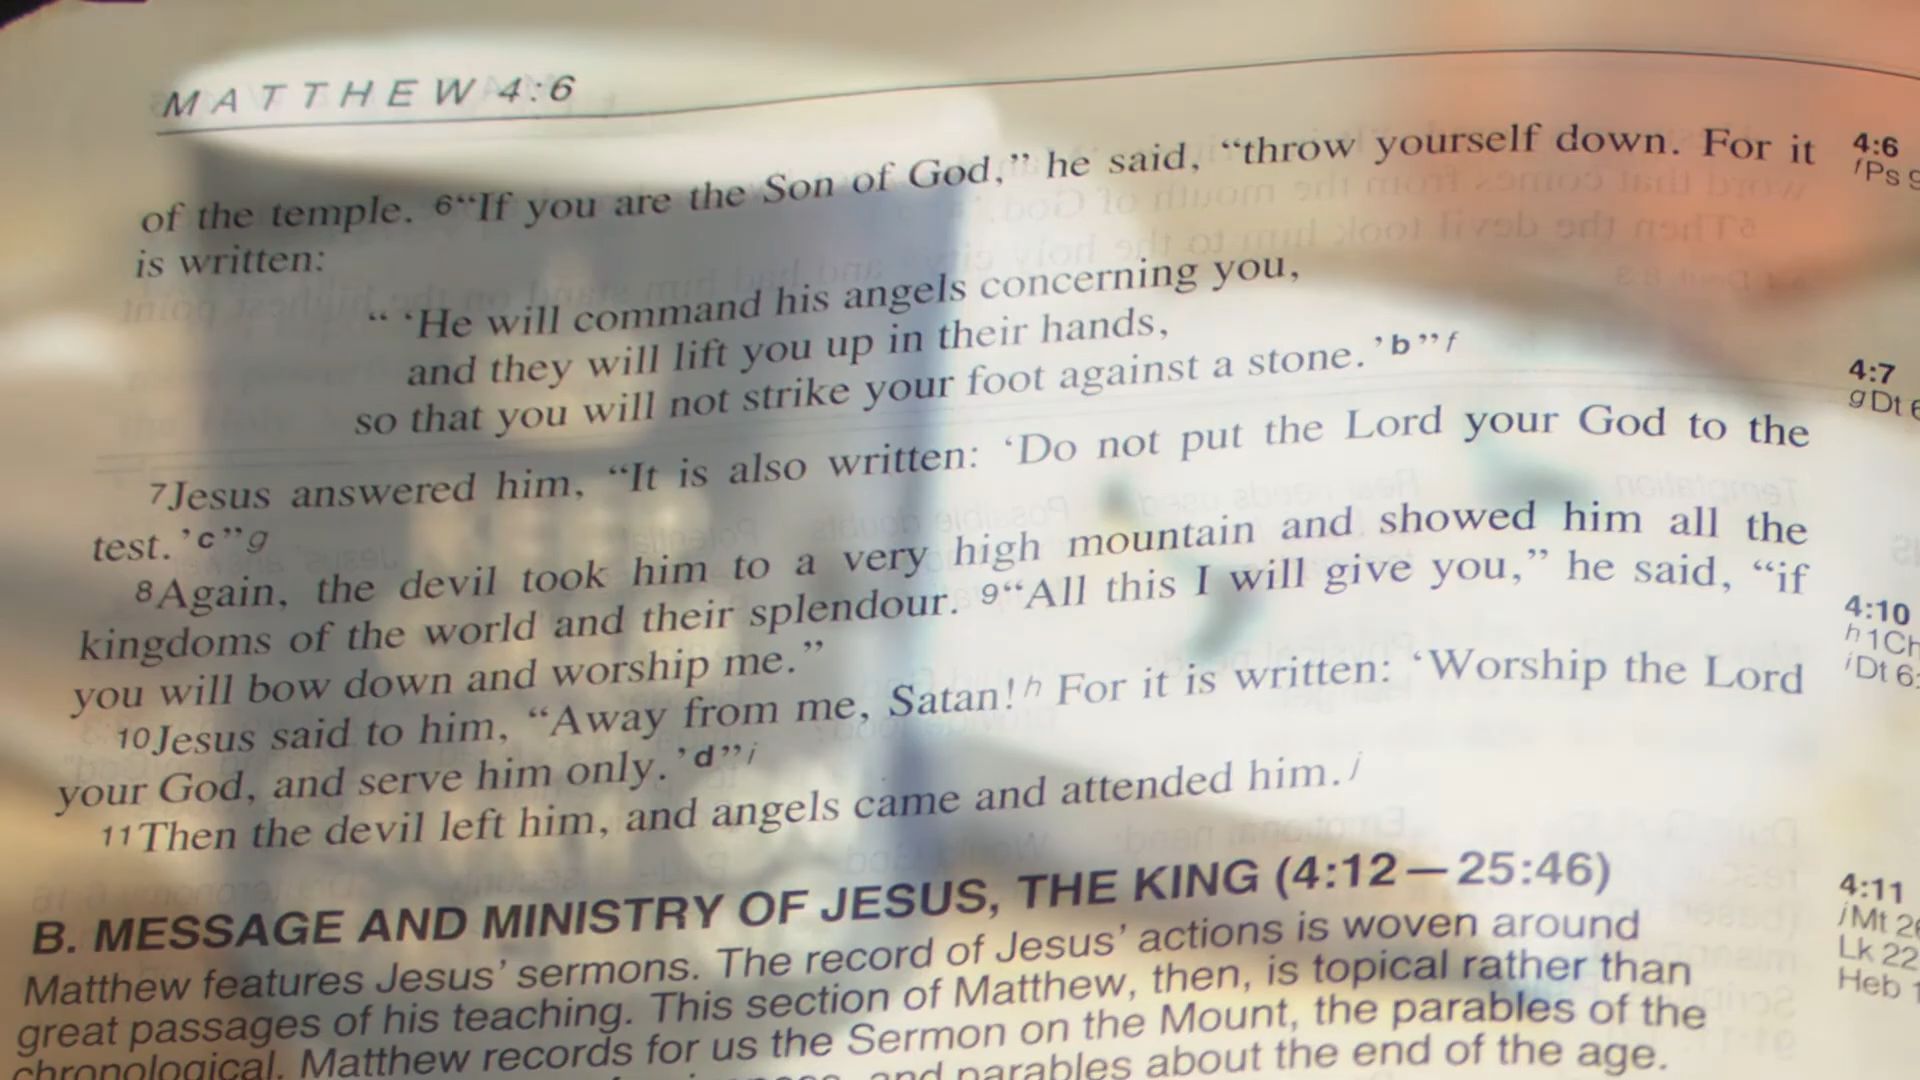 MATTHEW 4:6
of the temple. 6“If you are the Son of God,” he said, “throw yourself down. For it
is written:
“ ‘He will command his angels concerning you,
and they will lift you up in their hands,
so that you will not strike your foot against a stone.’b”f
7Jesus answered him, “It is also written: ‘Do not put the Lord your God to the
test.’c”g
8Again, the devil took him to a very high mountain and showed him all the
kingdoms of the world and their splendour. 9“All this I will give you,” he said, “if
you will bow down and worship me.”
10Jesus said to him, “Away from me, Satan!h For it is written: ‘Worship the Lord
your God, and serve him only.’d”i
11Then the devil left him, and angels came and attended him.j
B. MESSAGE AND MINISTRY OF JESUS, THE KING (4:12—25:46)
Matthew features Jesus’ sermons. The record of Jesus’ actions is woven around
great passages of his teaching. This section of Matthew, then, is topical rather than
chronological. Matthew records for us the Sermon on the Mount, the parables of the
and parables about the end of the age.
4:6
fPs
4:7
gDt
4:10
h1Ch
iDt 6:
4:11
jMt
Lk 22
Heb